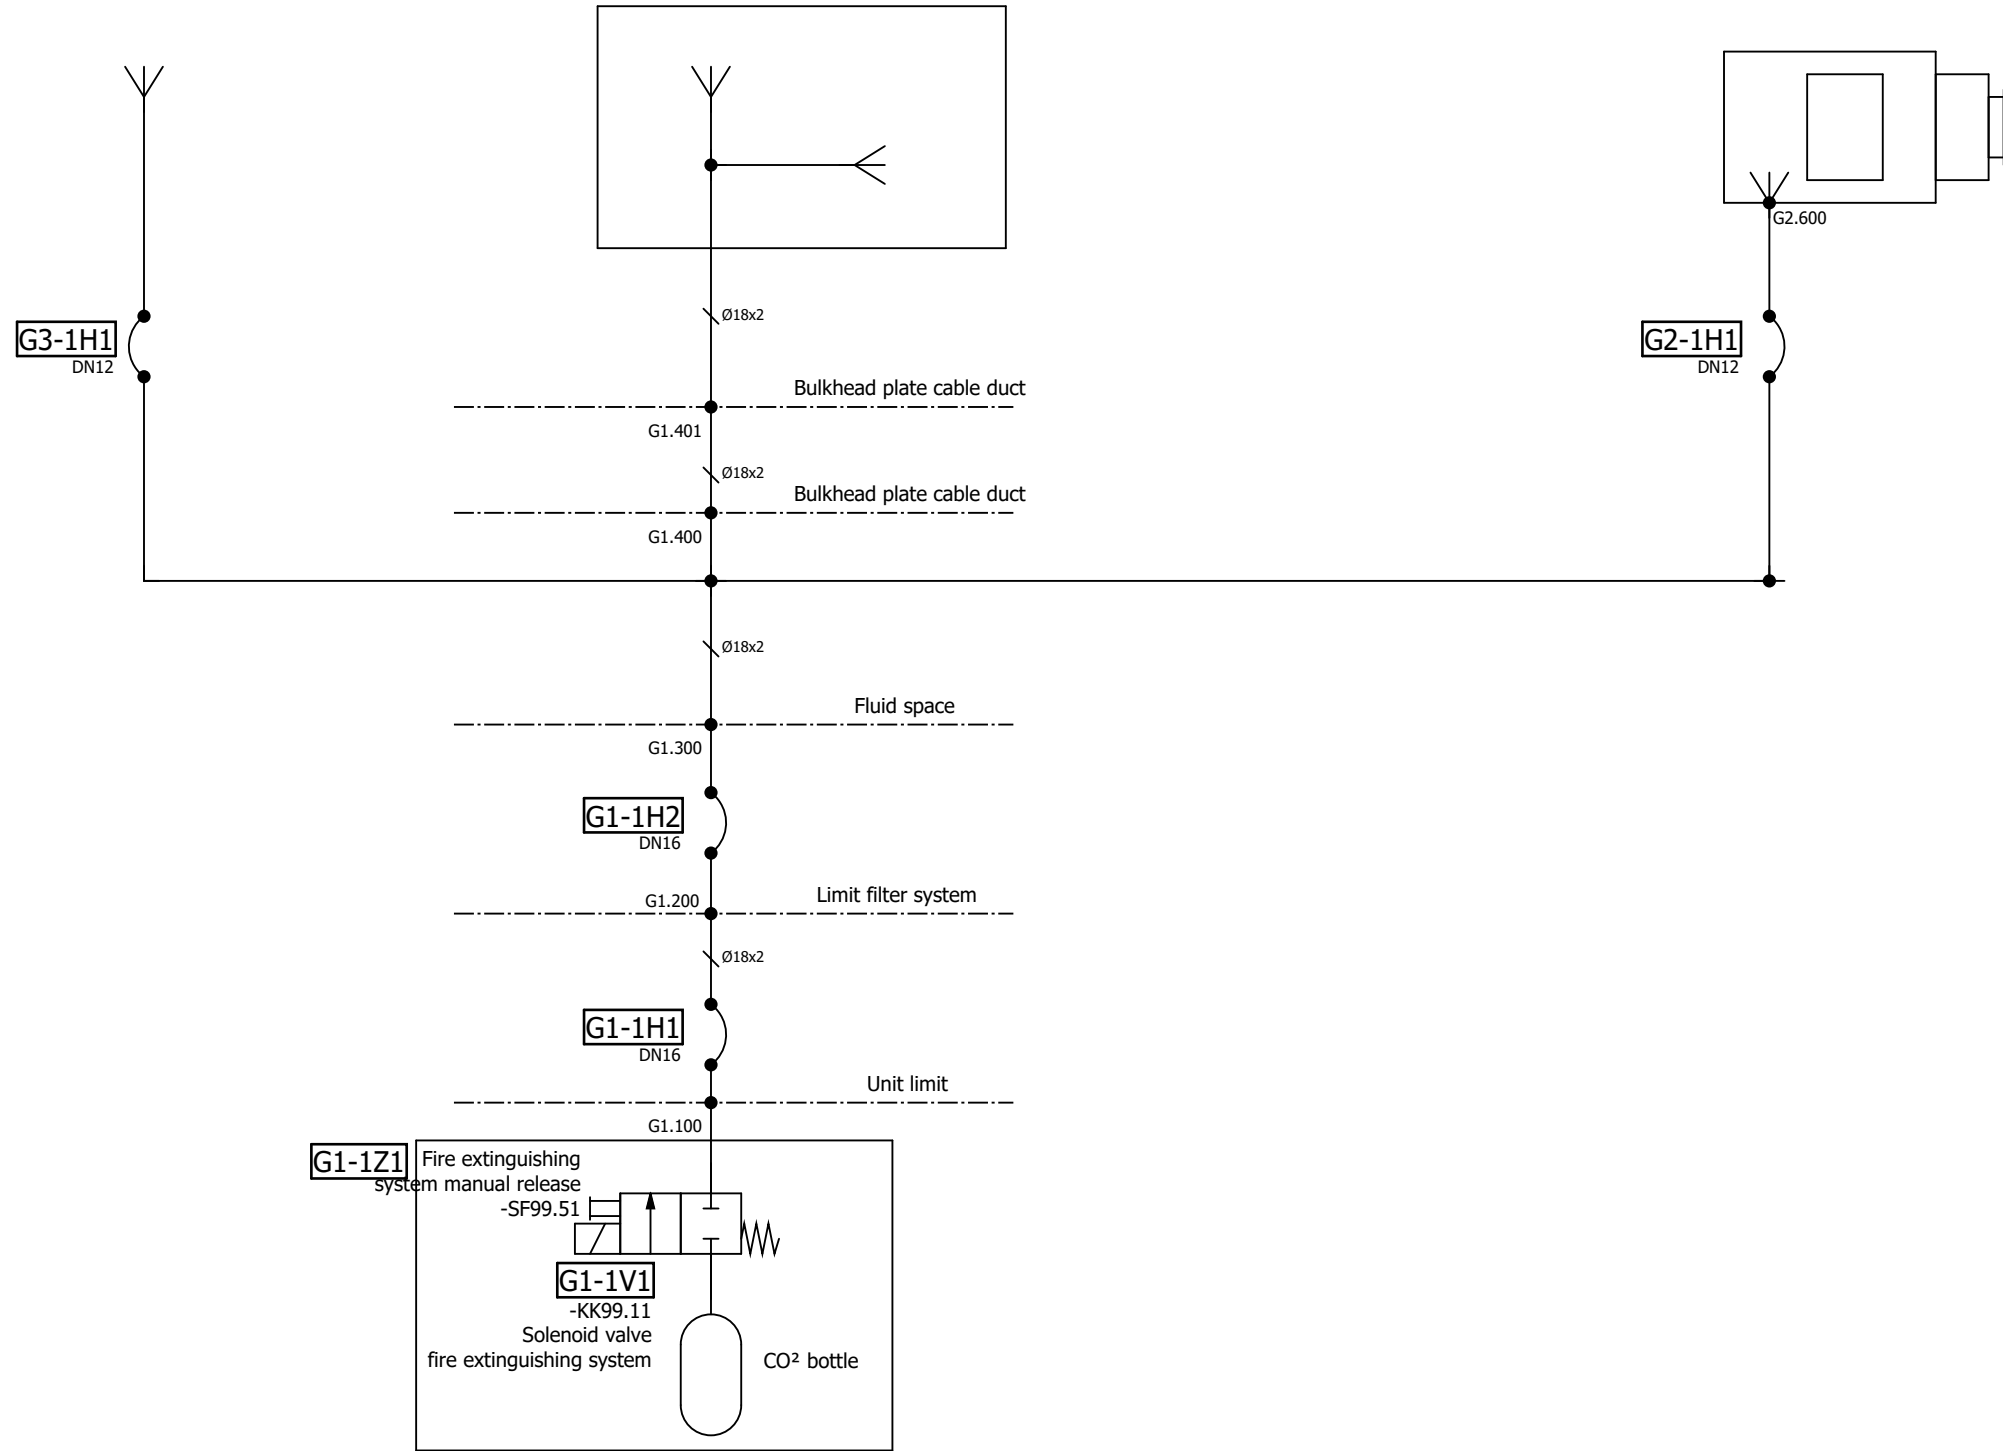 G2.600
Ø18x2
G3-1H1
DN12
G2-1H1
DN12
Bulkhead plate cable duct
G1.401
Ø18x2
Bulkhead plate cable duct
G1.400
Ø18x2
Fluid space
G1.300
G1-1H2
DN16
Limit filter system
G1.200
Ø18x2
G1-1H1
DN16
Unit limit
G1.100
G1-1Z1
Fire extinguishing
system manual release
-SF99.51
G1-1V1
-KK99.11
Solenoid valve
fire extinguishing system
CO² bottle